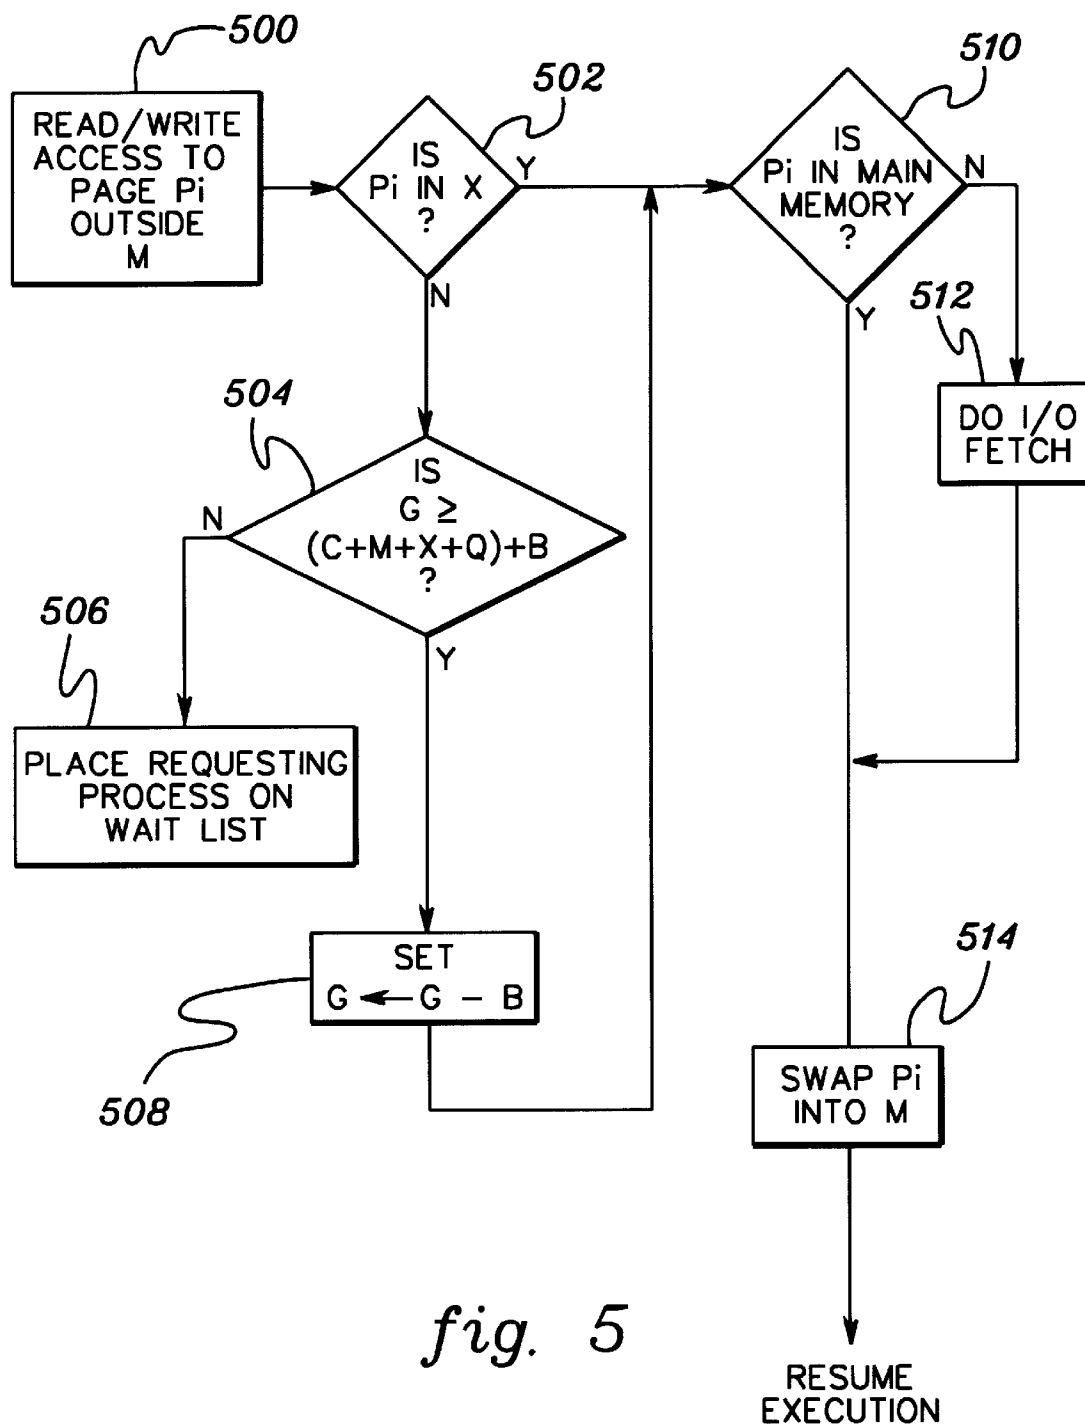 500
READ/WRITE
ACCESS TO
PAGE Pi
OUTSIDE
M
502
IS
Pi IN X
?
Y
N
510
IS
Pi IN MAIN
MEMORY
?
N
Y
512
DO I/O
FETCH
504
IS
G ≥
(C+M+X+Q)+B
?
N
Y
506
PLACE REQUESTING
PROCESS ON
WAIT LIST
SET
G ← G - B
508
514
SWAP Pi
INTO M
RESUME
EXECUTION
fig. 5